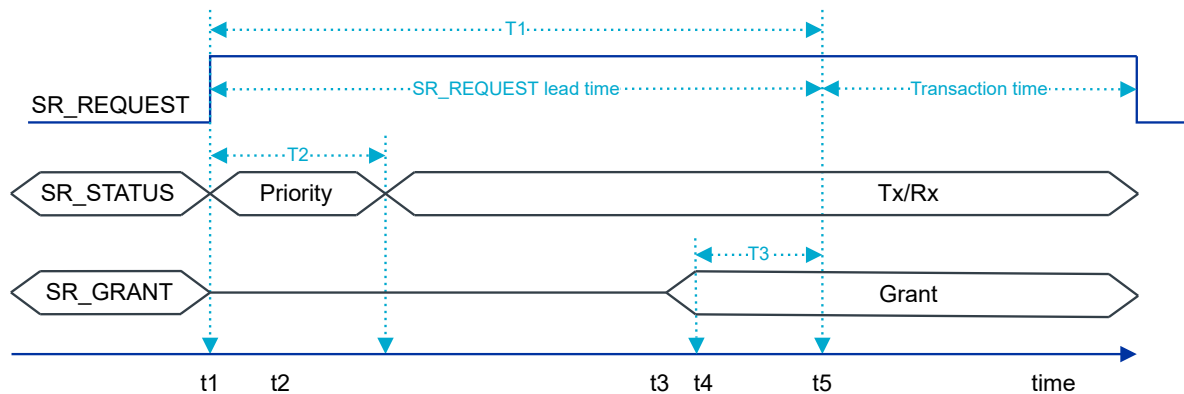 T1
SR_REQUEST
SR_REQUEST lead time
Transaction time
T2
SR_STATUS
Priority
Tx/Rx
T3
SR_GRANT
Grant
t1
t2
t3
t4
t5
time